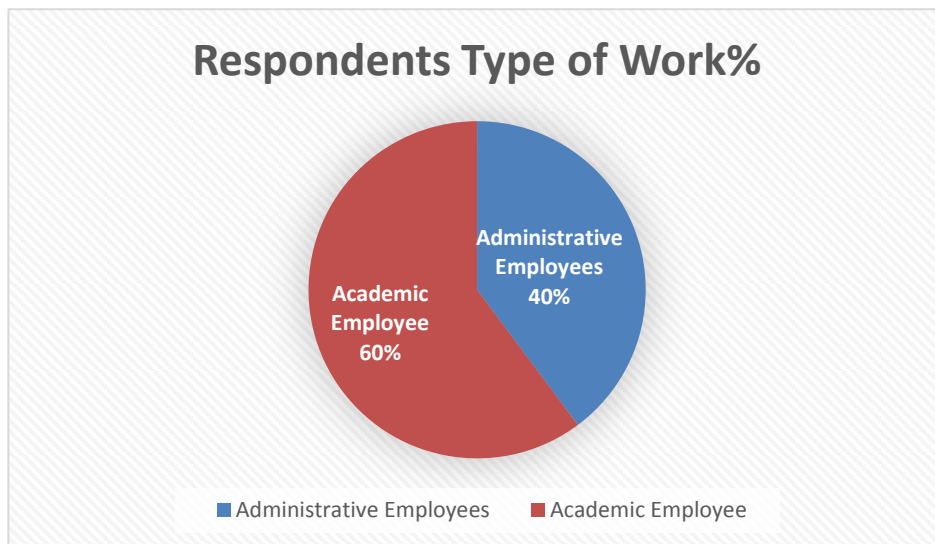 Respondents Type of Work%
Administrative
Employees
40%
Academic
Employee
60%
Administrative Employees
Academic Employee